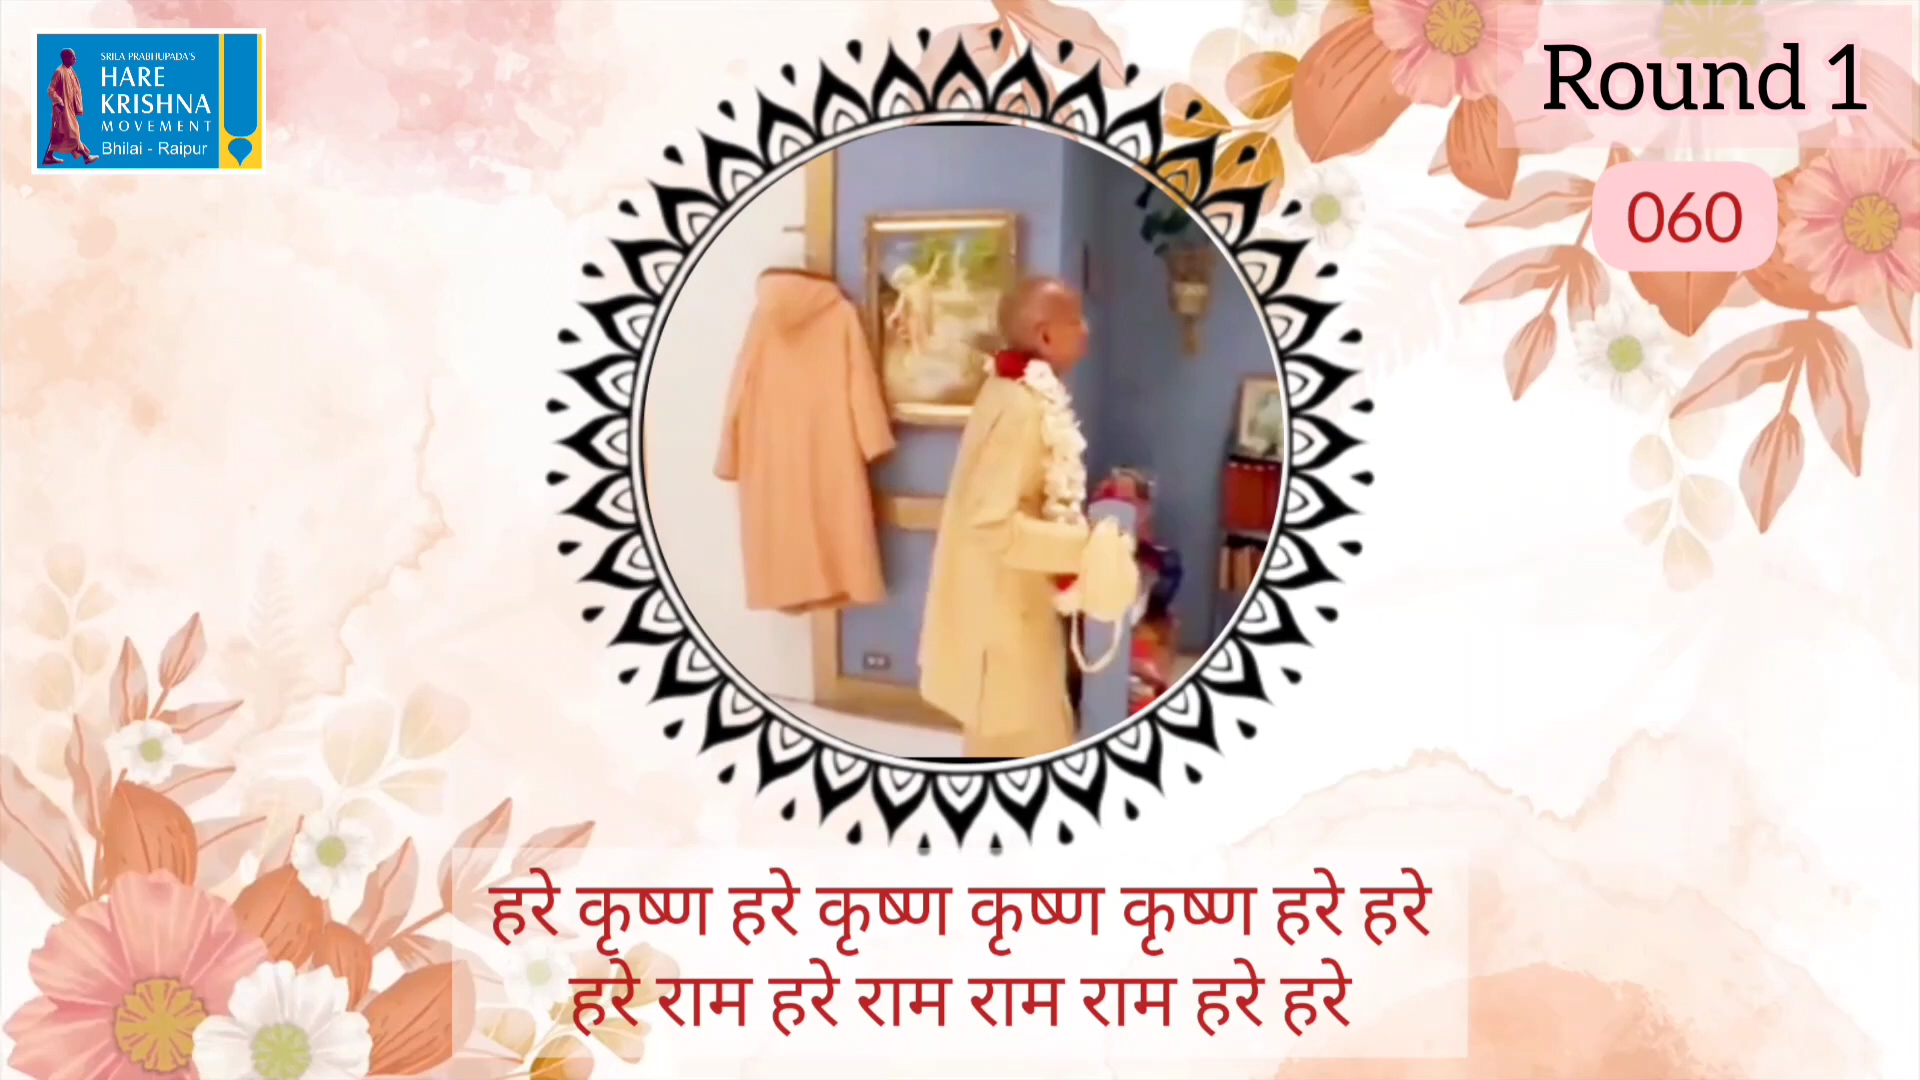 SRILA PRABHUPADA'S
HARE
KRISHNA
MOVEMENT
Bhilai - Raipur
Round 1
060
हरे कृष्ण हरे कृष्ण कृष्ण कृष्ण हरे हरे
हरे राम हरे राम राम राम हरे हरे